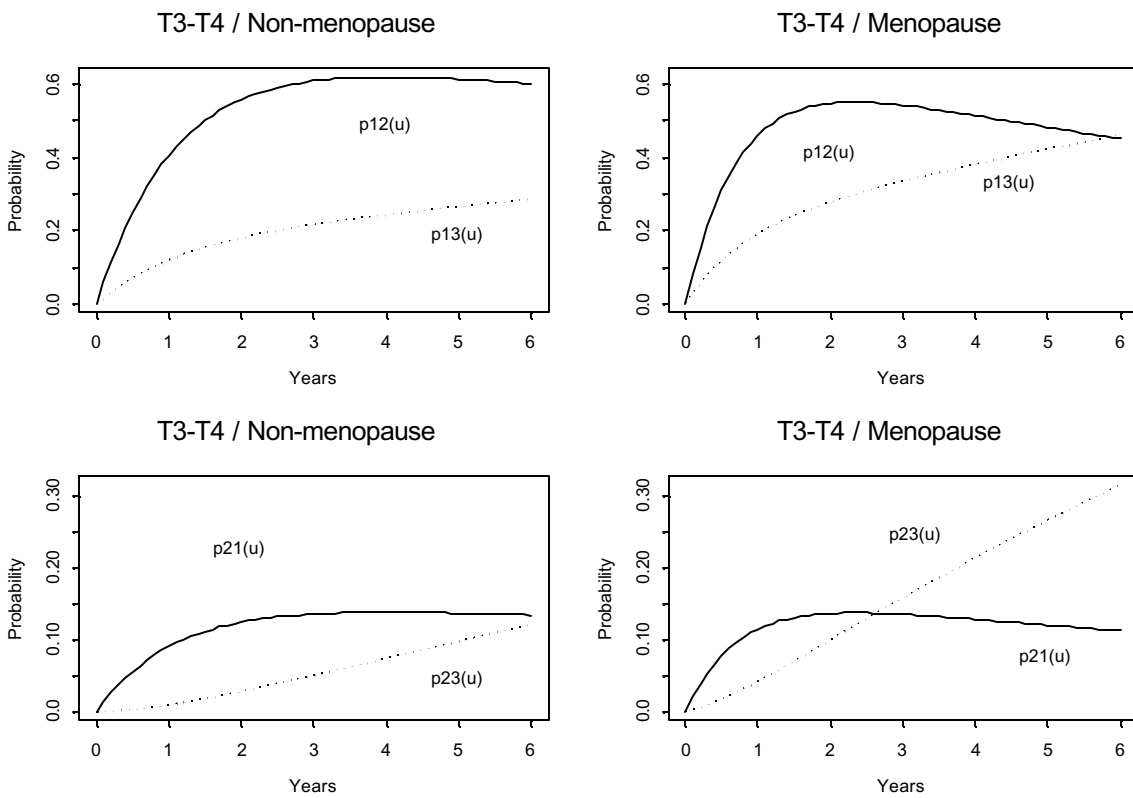 T3-T4 / Non-menopause
Probability
0.0 0.2 0.4 0.6
p12(u)
p13(u)
0 1 2 3 4 5 6
Years
T3-T4 / Menopause
Probability
0.0 0.2 0.4 0.6
p12(u)
p13(u)
0 1 2 3 4 5 6
Years
T3-T4 / Non-menopause
Probability
0.0 0.10 0.20 0.30
p21(u)
p23(u)
0 1 2 3 4 5 6
Years
T3-T4 / Menopause
Probability
0.0 0.10 0.20 0.30
p23(u)
p21(u)
0 1 2 3 4 5 6
Years